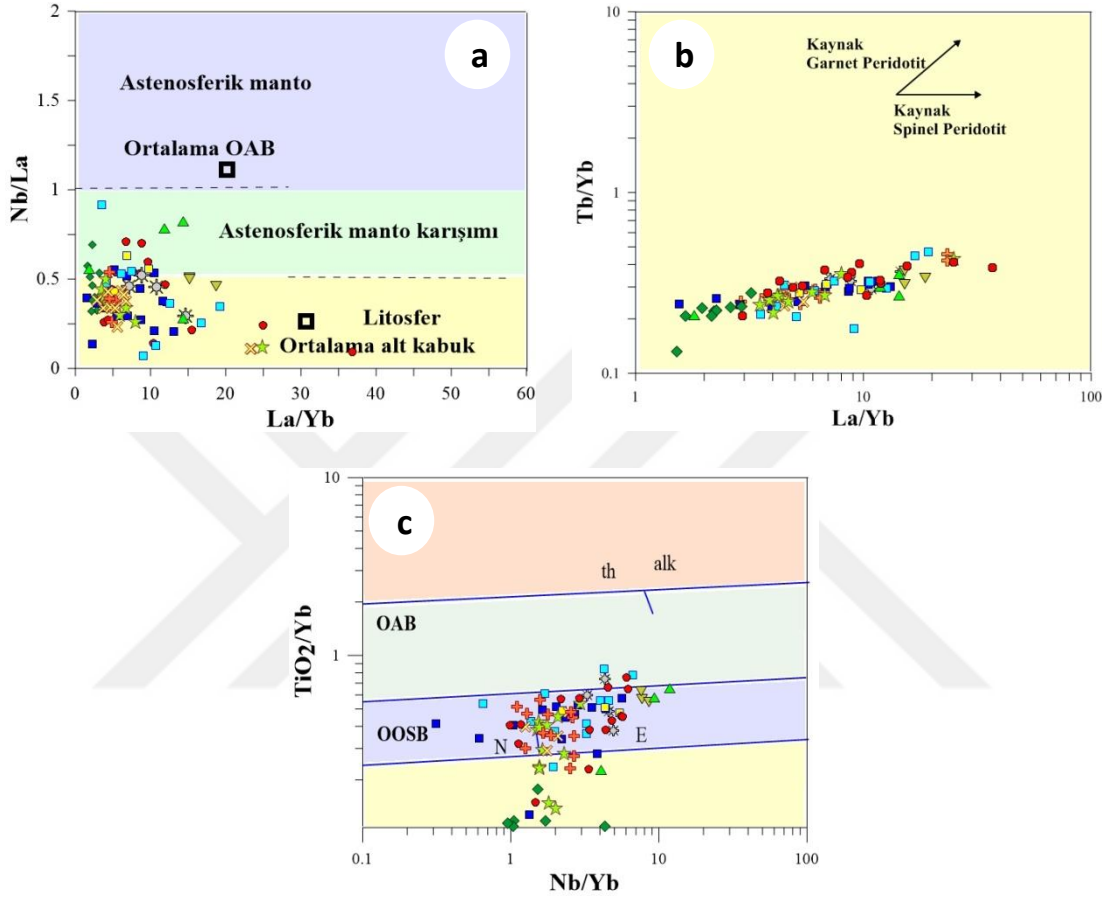 a
2
1.5
1
0.5
0
Nb/La
Astenosferik manto
Ortalama OAB
Astenosferik manto karışımı
Litosfer
Ortalama alt kabuk
0 10 20 30 40 50 60
La/Yb
b
10
1
0.1
Tb/Yb
Kaynak
Garnet Peridotit
Kaynak
Spinel Peridotit
1 10 100
La/Yb
c
10
1
TiO₂/Yb
th
alk
OAB
OOSB
N
E
0.1 1 10 100
Nb/Yb